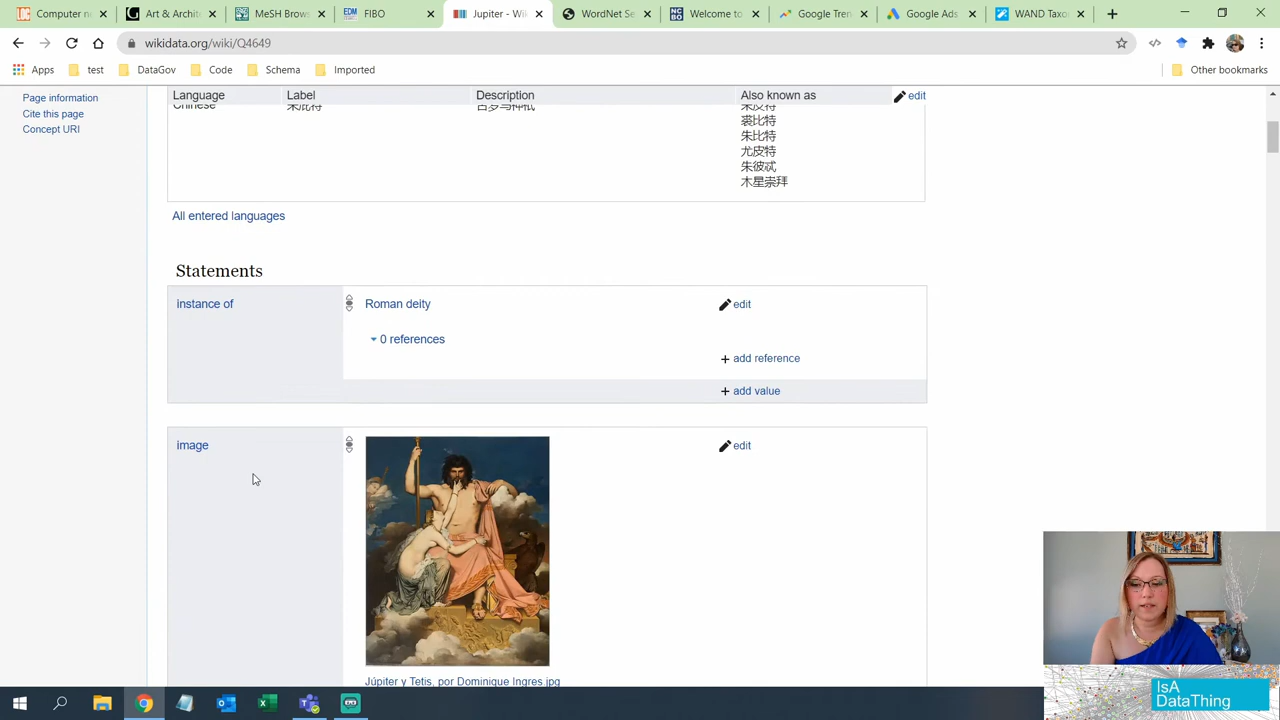 Computer n
Art & Archite
MeSH Brows
FIBO
Jupiter - Wiki
WordNet Se
Welcome to
Google Tren
Google Ads
WAND Taxo
wikidata.org/wiki/Q4649
Apps test DataGov Code Schema Imported Other bookmarks
Page information
Cite this page
Concept URI
Language Label Description Also known as edit
Chinese
裘比特
朱比特
尤皮特
朱彼忒
木星崇拜
All entered languages
Statements
instance of Roman deity edit
0 references
+ add reference
+ add value
image edit
Júpiter y Tetis, por Dominique Ingres.jpg
IsA
DataThing